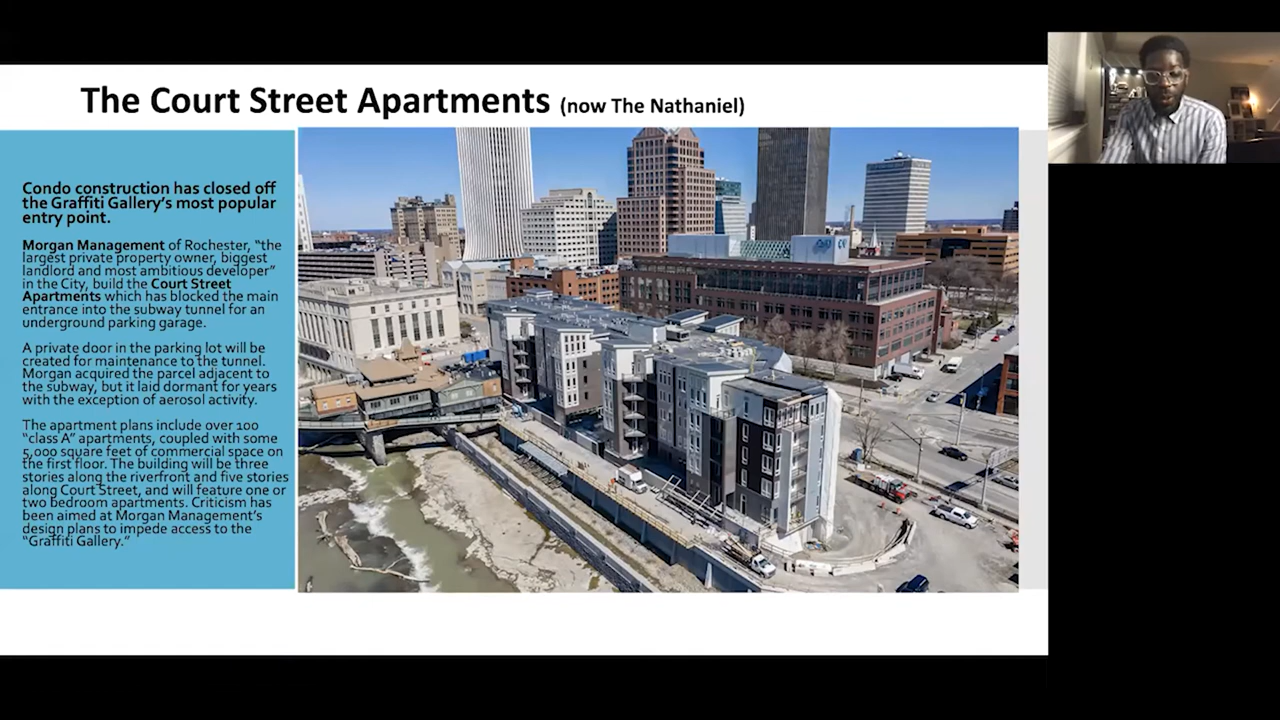 The Court Street Apartments (now The Nathaniel)
Condo construction has closed off
the Graffiti Gallery's most popular
entry point.
Morgan Management of Rochester, "the
largest private property owner, biggest
landlord and most ambitious developer"
in the City, build the Court Street
Apartments which has blocked the main
entrance into the subway tunnel for an
underground parking garage.
A private door in the parking lot will be
created for maintenance to the tunnel.
Morgan acquired the parcel adjacent to
the subway, but it laid dormant for years
with the exception of aerosol activity.
The apartment plans include over 100
"class A" apartments, coupled with some
5,000 square feet of commercial space on
the first floor. The building will be three
stories along the riverfront and five stories
along Court Street, and will feature one or
two bedroom apartments. Criticism has
been aimed at Morgan Management's
design plans to impede access to the
"Graffiti Gallery."